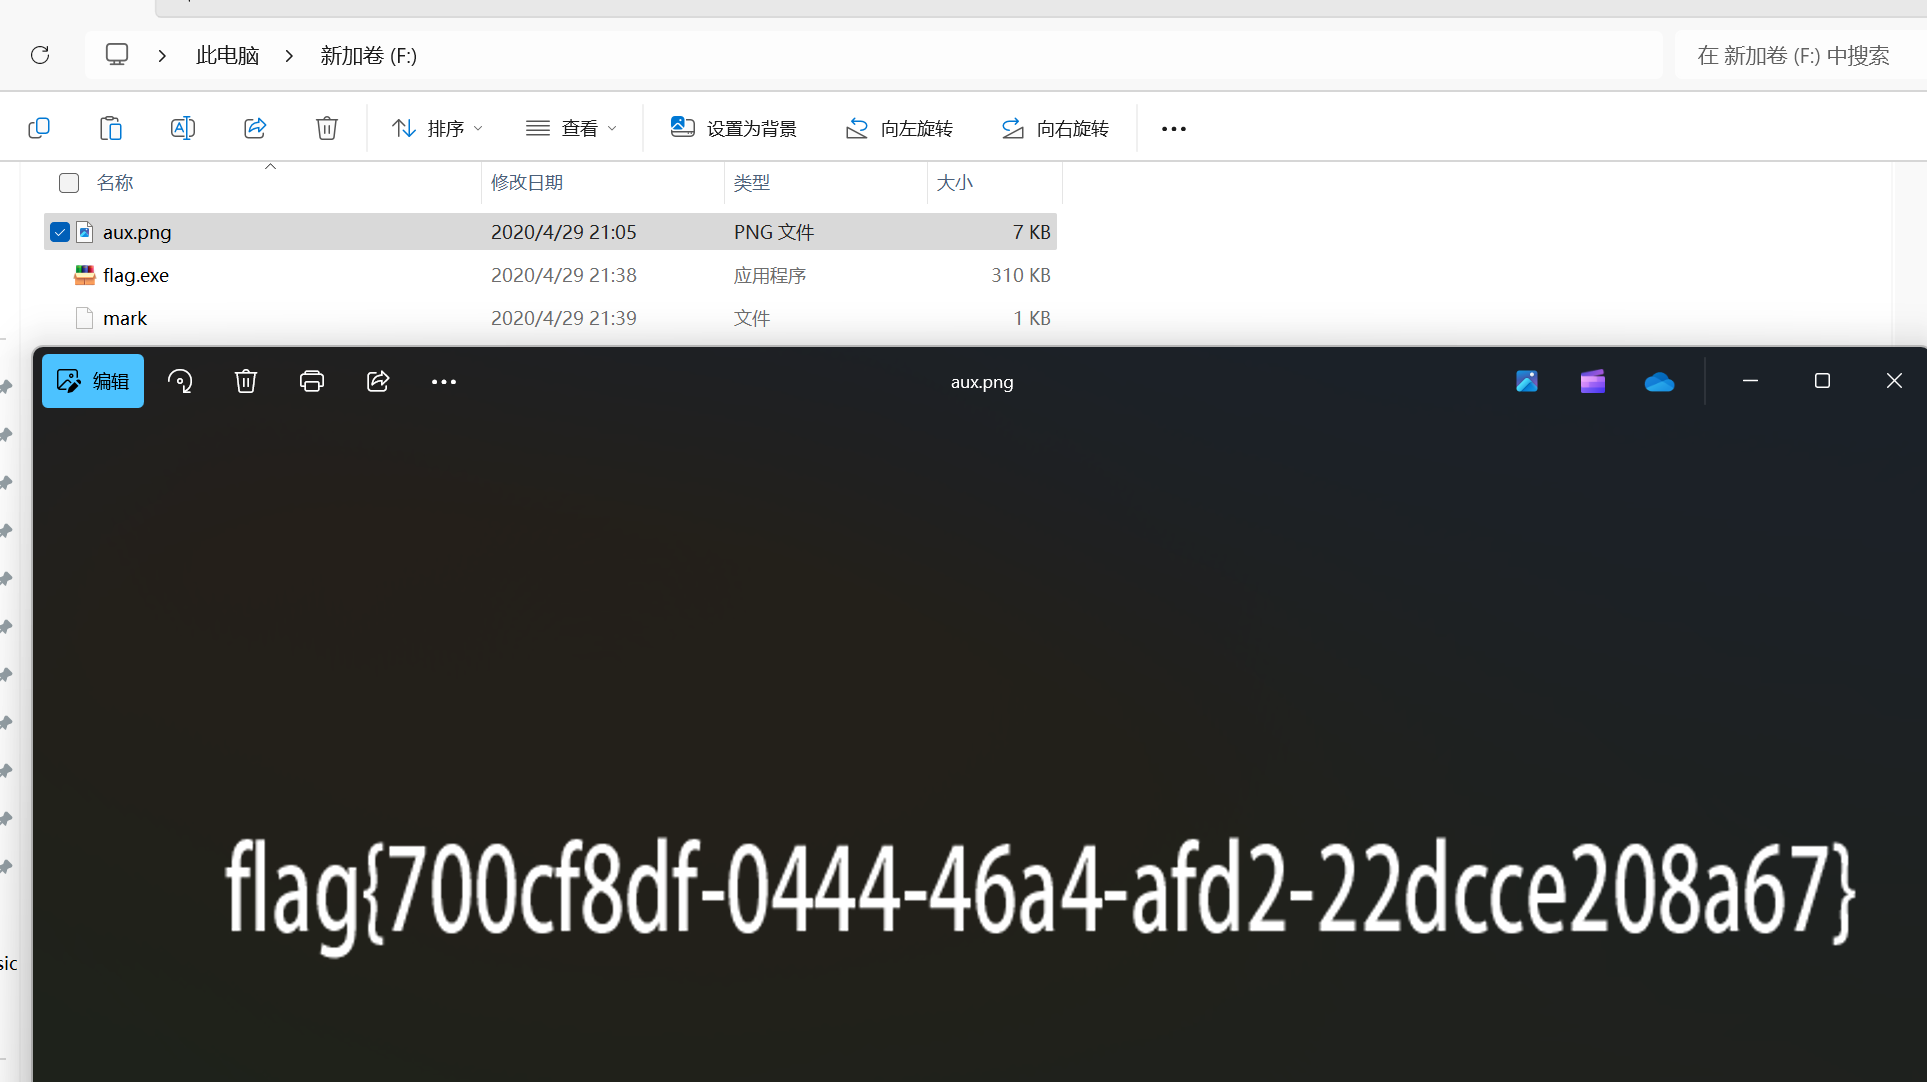 此电脑 新加卷 (F:) 在 新加卷 (F:) 中搜索
排序 查看 设置为背景 向左旋转 向右旋转
名称 修改日期 类型 大小
aux.png 2020/4/29 21:05 PNG 文件 7 KB
flag.exe 2020/4/29 21:38 应用程序 310 KB
mark 2020/4/29 21:39 文件 1 KB
编辑 aux.png
flag{700cf8df-0444-46a4-afd2-22dcce208a67}
sic